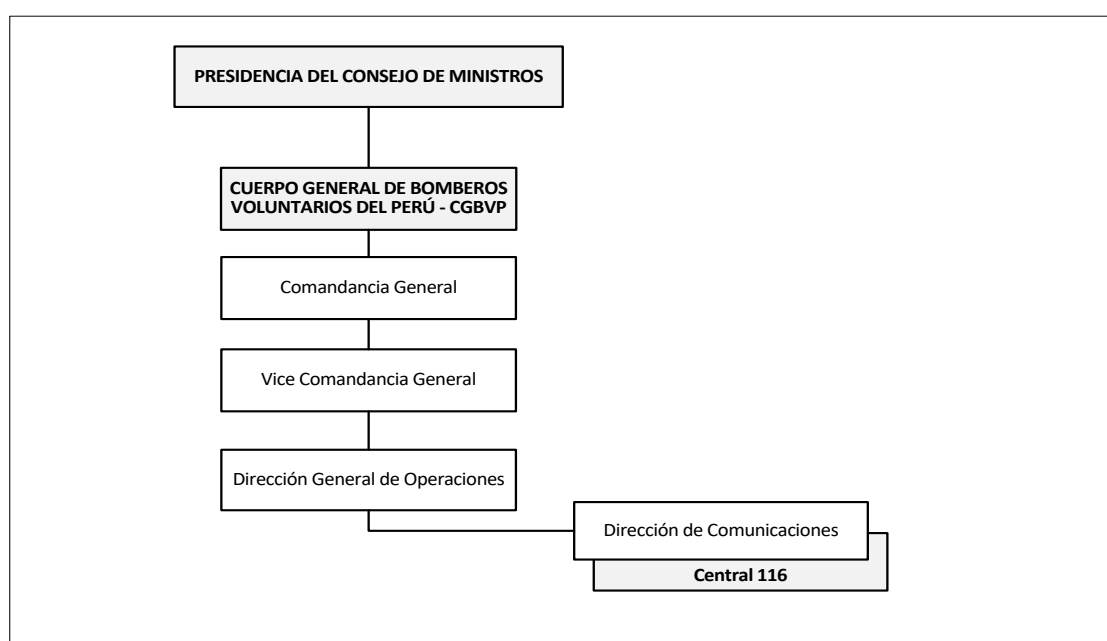 PRESIDENCIA DEL CONSEJO DE MINISTROS
CUERPO GENERAL DE BOMBEROS
VOLUNTARIOS DEL PERÚ - CGBVP
Comandancia General
Vice Comandancia General
Dirección General de Operaciones
Dirección de Comunicaciones
Central 116